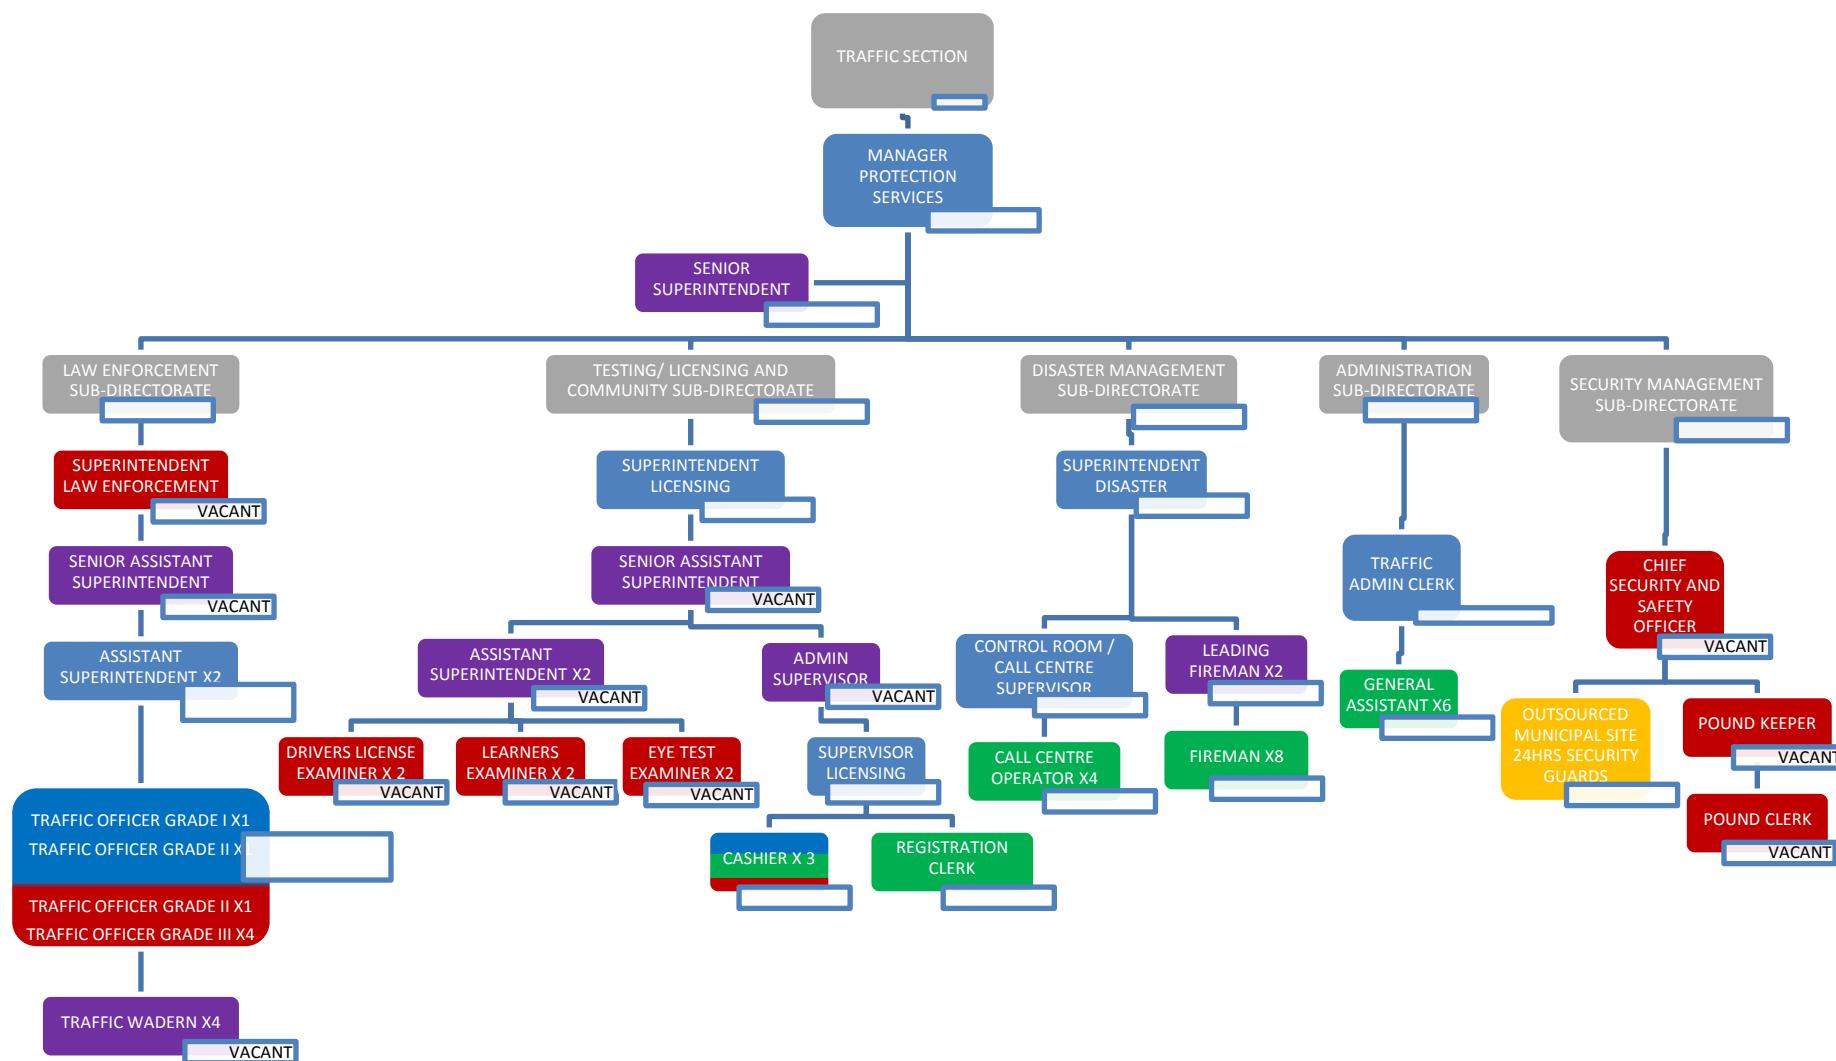 TRAFFIC SECTION
MANAGER
PROTECTION
SERVICES
SENIOR
SUPERINTENDENT
LAW ENFORCEMENT
SUB-DIRECTORATE
SUPERINTENDENT
LAW ENFORCEMENT
VACANT
SENIOR ASSISTANT
SUPERINTENDENT
VACANT
ASSISTANT
SUPERINTENDENT X2
TRAFFIC OFFICER GRADE I X1
TRAFFIC OFFICER GRADE II X1
TRAFFIC OFFICER GRADE II X1
TRAFFIC OFFICER GRADE III X4
TRAFFIC WADERN X4
VACANT
TESTING/ LICENSING AND
COMMUNITY SUB-DIRECTORATE
SUPERINTENDENT
LICENSING
SENIOR ASSISTANT
SUPERINTENDENT
VACANT
ASSISTANT
SUPERINTENDENT X2
VACANT
DRIVERS LICENSE
EXAMINER X 2
VACANT
LEARNERS
EXAMINER X 2
VACANT
EYE TEST
EXAMINER X2
VACANT
ADMIN
SUPERVISOR
VACANT
SUPERVISOR
LICENSING
CASHIER X 3
REGISTRATION
CLERK
DISASTER MANAGEMENT
SUB-DIRECTORATE
SUPERINTENDENT
DISASTER
CONTROL ROOM /
CALL CENTRE
SUPERVISOR
CALL CENTRE
OPERATOR X4
LEADING
FIREMAN X2
FIREMAN X8
ADMINISTRATION
SUB-DIRECTORATE
TRAFFIC
ADMIN CLERK
GENERAL
ASSISTANT X6
SECURITY MANAGEMENT
SUB-DIRECTORATE
CHIEF
SECURITY AND
SAFETY
OFFICER
VACANT
OUTSOURCED
MUNICIPAL SITE
24HRS SECURITY
GUARDS
POUND KEEPER
VACANT
POUND CLERK
VACANT